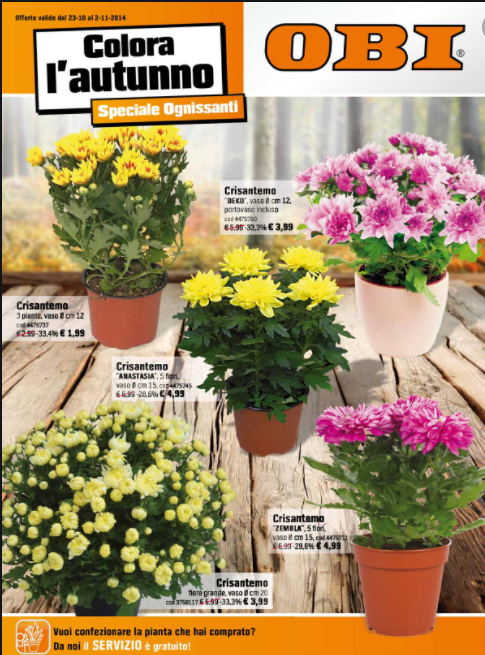 Offerte valide dal 23-10 al 2-11-2014
Colora
l'autunno
Speciale Ognissanti
OBI®
Crisantemo
"DEKO", vaso Ø cm 12,
portavaso incluso
cod 4475760
€ 5,99 -33,3% € 3,99
Crisantemo
3 piante, vaso Ø cm 12
cod 4475737
€ 2,99 -33,4% € 1,99
Crisantemo
"ANASTASIA", 5 fiori,
vaso Ø cm 15, cod 4475745
€ 6,99 -28,6% € 4,99
Crisantemo
"ZEMBLA", 5 fiori,
vaso Ø cm 15, cod 4475711
€ 6,99 -28,6% € 4,99
Crisantemo
fiore grande, vaso Ø cm 20
cod 3758117 € 5,99 -33,3% € 3,99
Vuoi confezionare la pianta che hai comprato?
Da noi il SERVIZIO è gratuito!